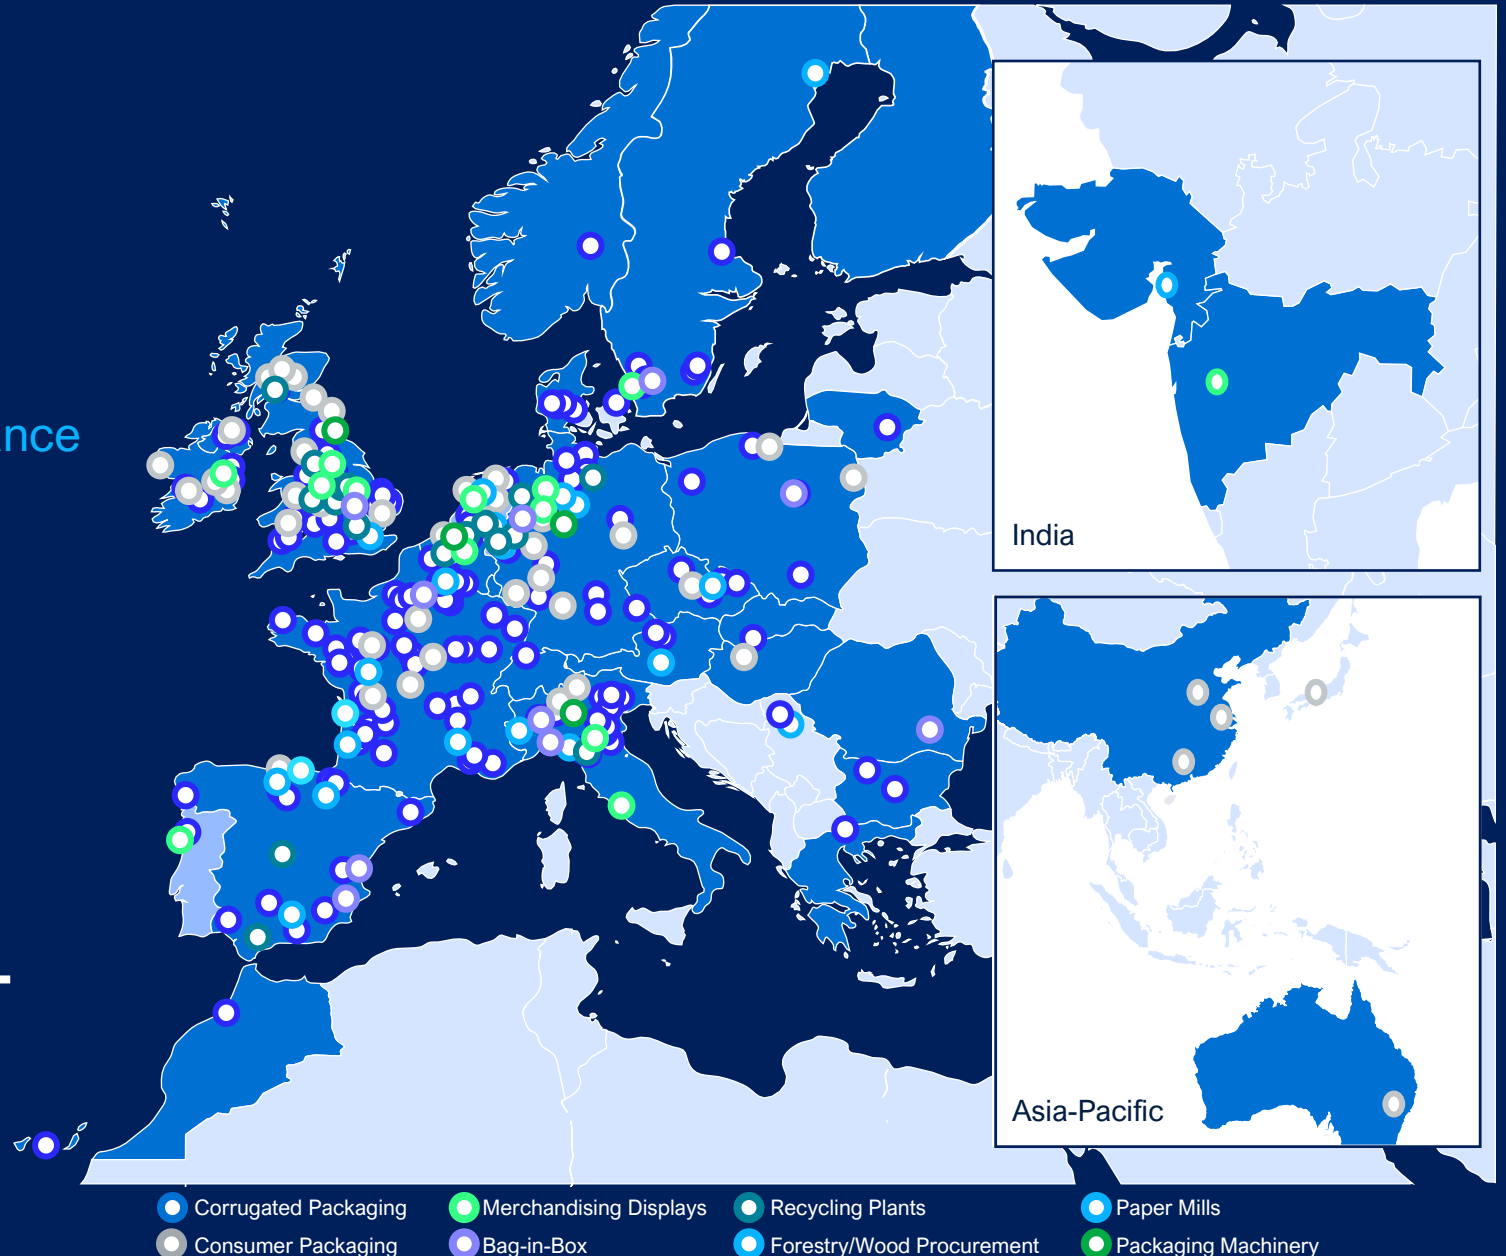 nce
India
Asia-Pacific
Corrugated Packaging
Merchandising Displays
Recycling Plants
Paper Mills
Consumer Packaging
Bag-in-Box
Forestry/Wood Procurement
Packaging Machinery